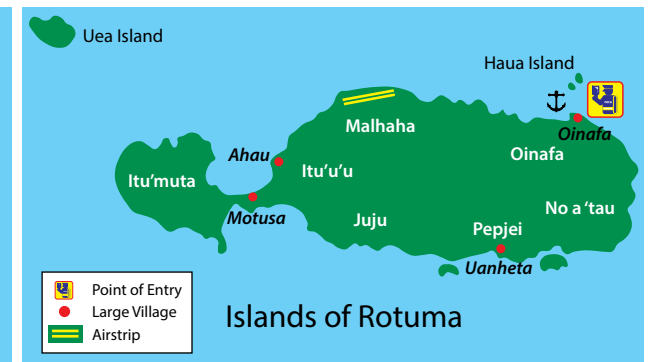 Uea Island
Haua Island
Malhaha
Oinafa
Ahau
Oinafa
Itu'u'u
Itu'muta
No a 'tau
Motusa
Juju
Pepjei
Uanheta
Point of Entry
Large Village
Airstrip
Islands of Rotuma